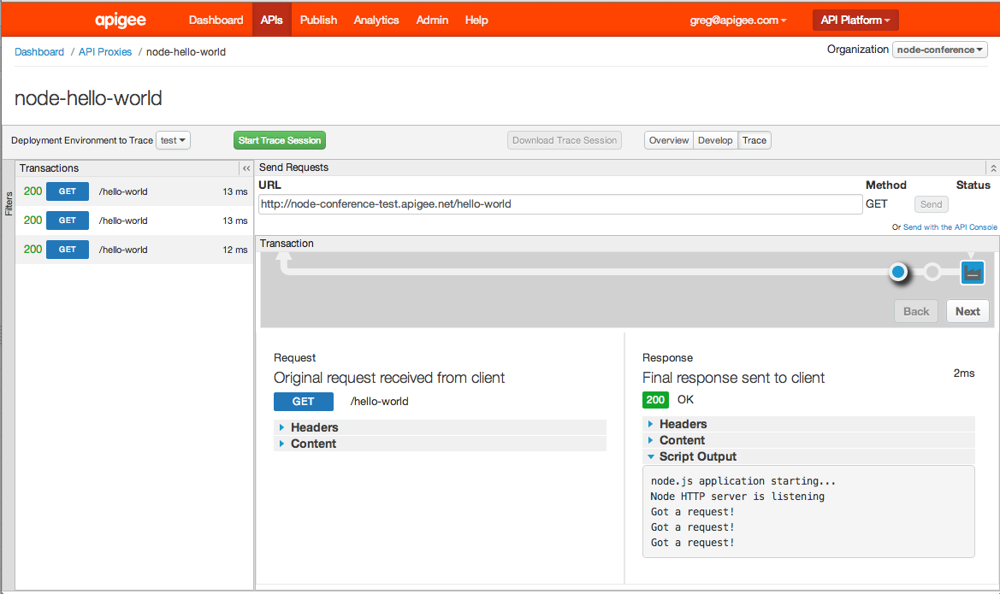 apigee Dashboard APIs Publish Analytics Admin Help greg@apigee.com API Platform
Dashboard / API Proxies / node-hello-world Organization node-conference
node-hello-world
Deployment Environment to Trace test Start Trace Session Download Trace Session Overview Develop Trace
Filters
Transactions «
200 GET /hello-world 13 ms
200 GET /hello-world 13 ms
200 GET /hello-world 12 ms
Send Requests
URL Method Status
http://node-conference-test.apigee.net/hello-world GET Send
Or Send with the API Console
Transaction
Back Next
Request
Original request received from client
GET /hello-world
Headers
Content
Response
Final response sent to client 2ms
200 OK
Headers
Content
Script Output
node.js application starting...
Node HTTP server is listening
Got a request!
Got a request!
Got a request!